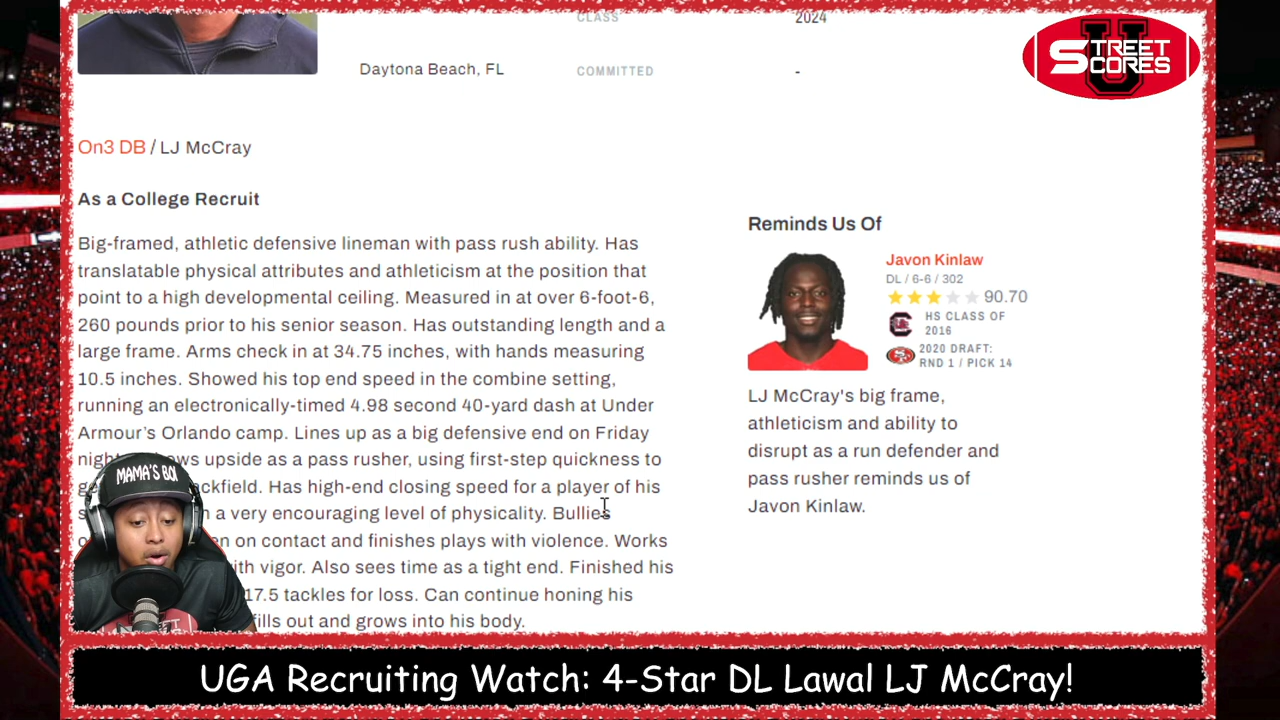 CLASS 2024
STREET
SCORES
U
Daytona Beach, FL COMMITTED -
On3 DB / LJ McCray
As a College Recruit
Big-framed, athletic defensive lineman with pass rush ability. Has
translatable physical attributes and athleticism at the position that
point to a high developmental ceiling. Measured in at over 6-foot-6,
260 pounds prior to his senior season. Has outstanding length and a
large frame. Arms check in at 34.75 inches, with hands measuring
10.5 inches. Showed his top end speed in the combine setting,
running an electronically-timed 4.98 second 40-yard dash at Under
Armour's Orlando camp. Lines up as a big defensive end on Friday
upside as a pass rusher, using first-step quickness to
Has high-end closing speed for a player of his
a very encouraging level of physicality. Bullies
on contact and finishes plays with violence. Works
with vigor. Also sees time as a tight end. Finished his
17.5 tackles for loss. Can continue honing his
fills out and grows into his body.
Reminds Us Of
Javon Kinlaw
DL / 6-6 / 302
90.70
HS CLASS OF
2016
2020 DRAFT:
RND 1 / PICK 14
LJ McCray's big frame,
athleticism and ability to
disrupt as a run defender and
pass rusher reminds us of
Javon Kinlaw.
MAMA'S BOI
UGA Recruiting Watch: 4-Star DL Lawal LJ McCray!